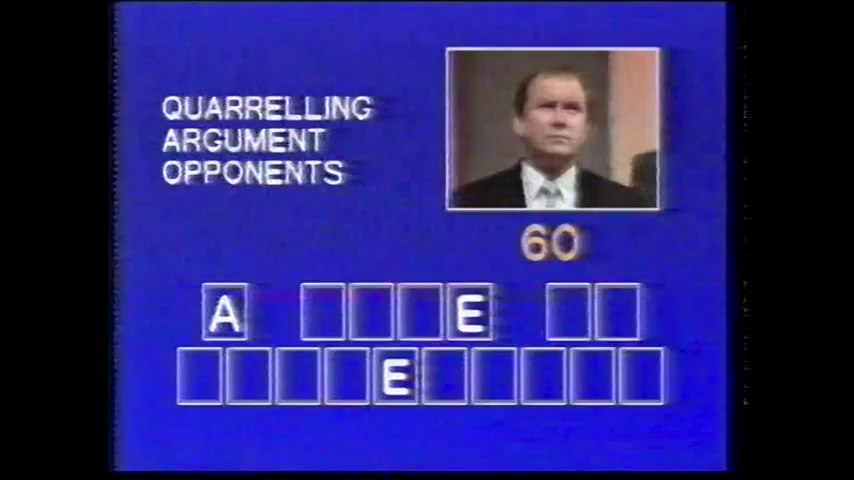 QUARRELLING
ARGUMENT
OPPONENTS
60
A E
E